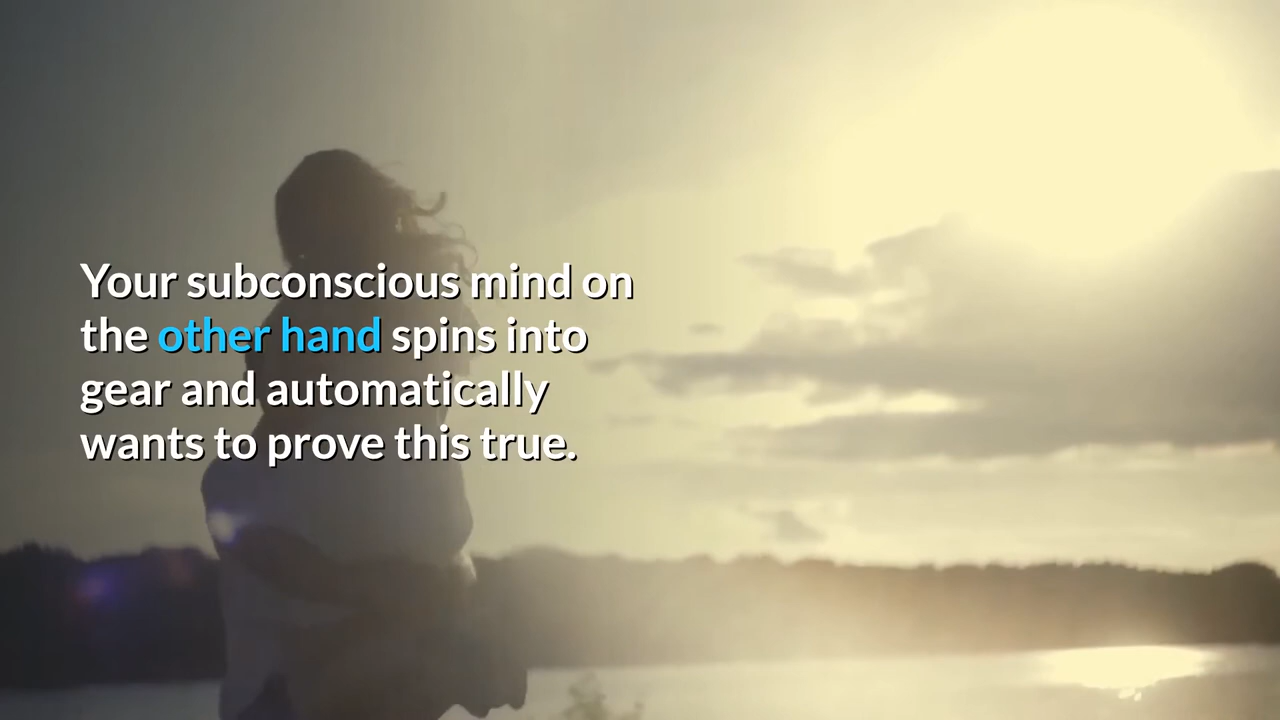 Your subconscious mind on
the other hand spins into
gear and automatically
wants to prove this true.